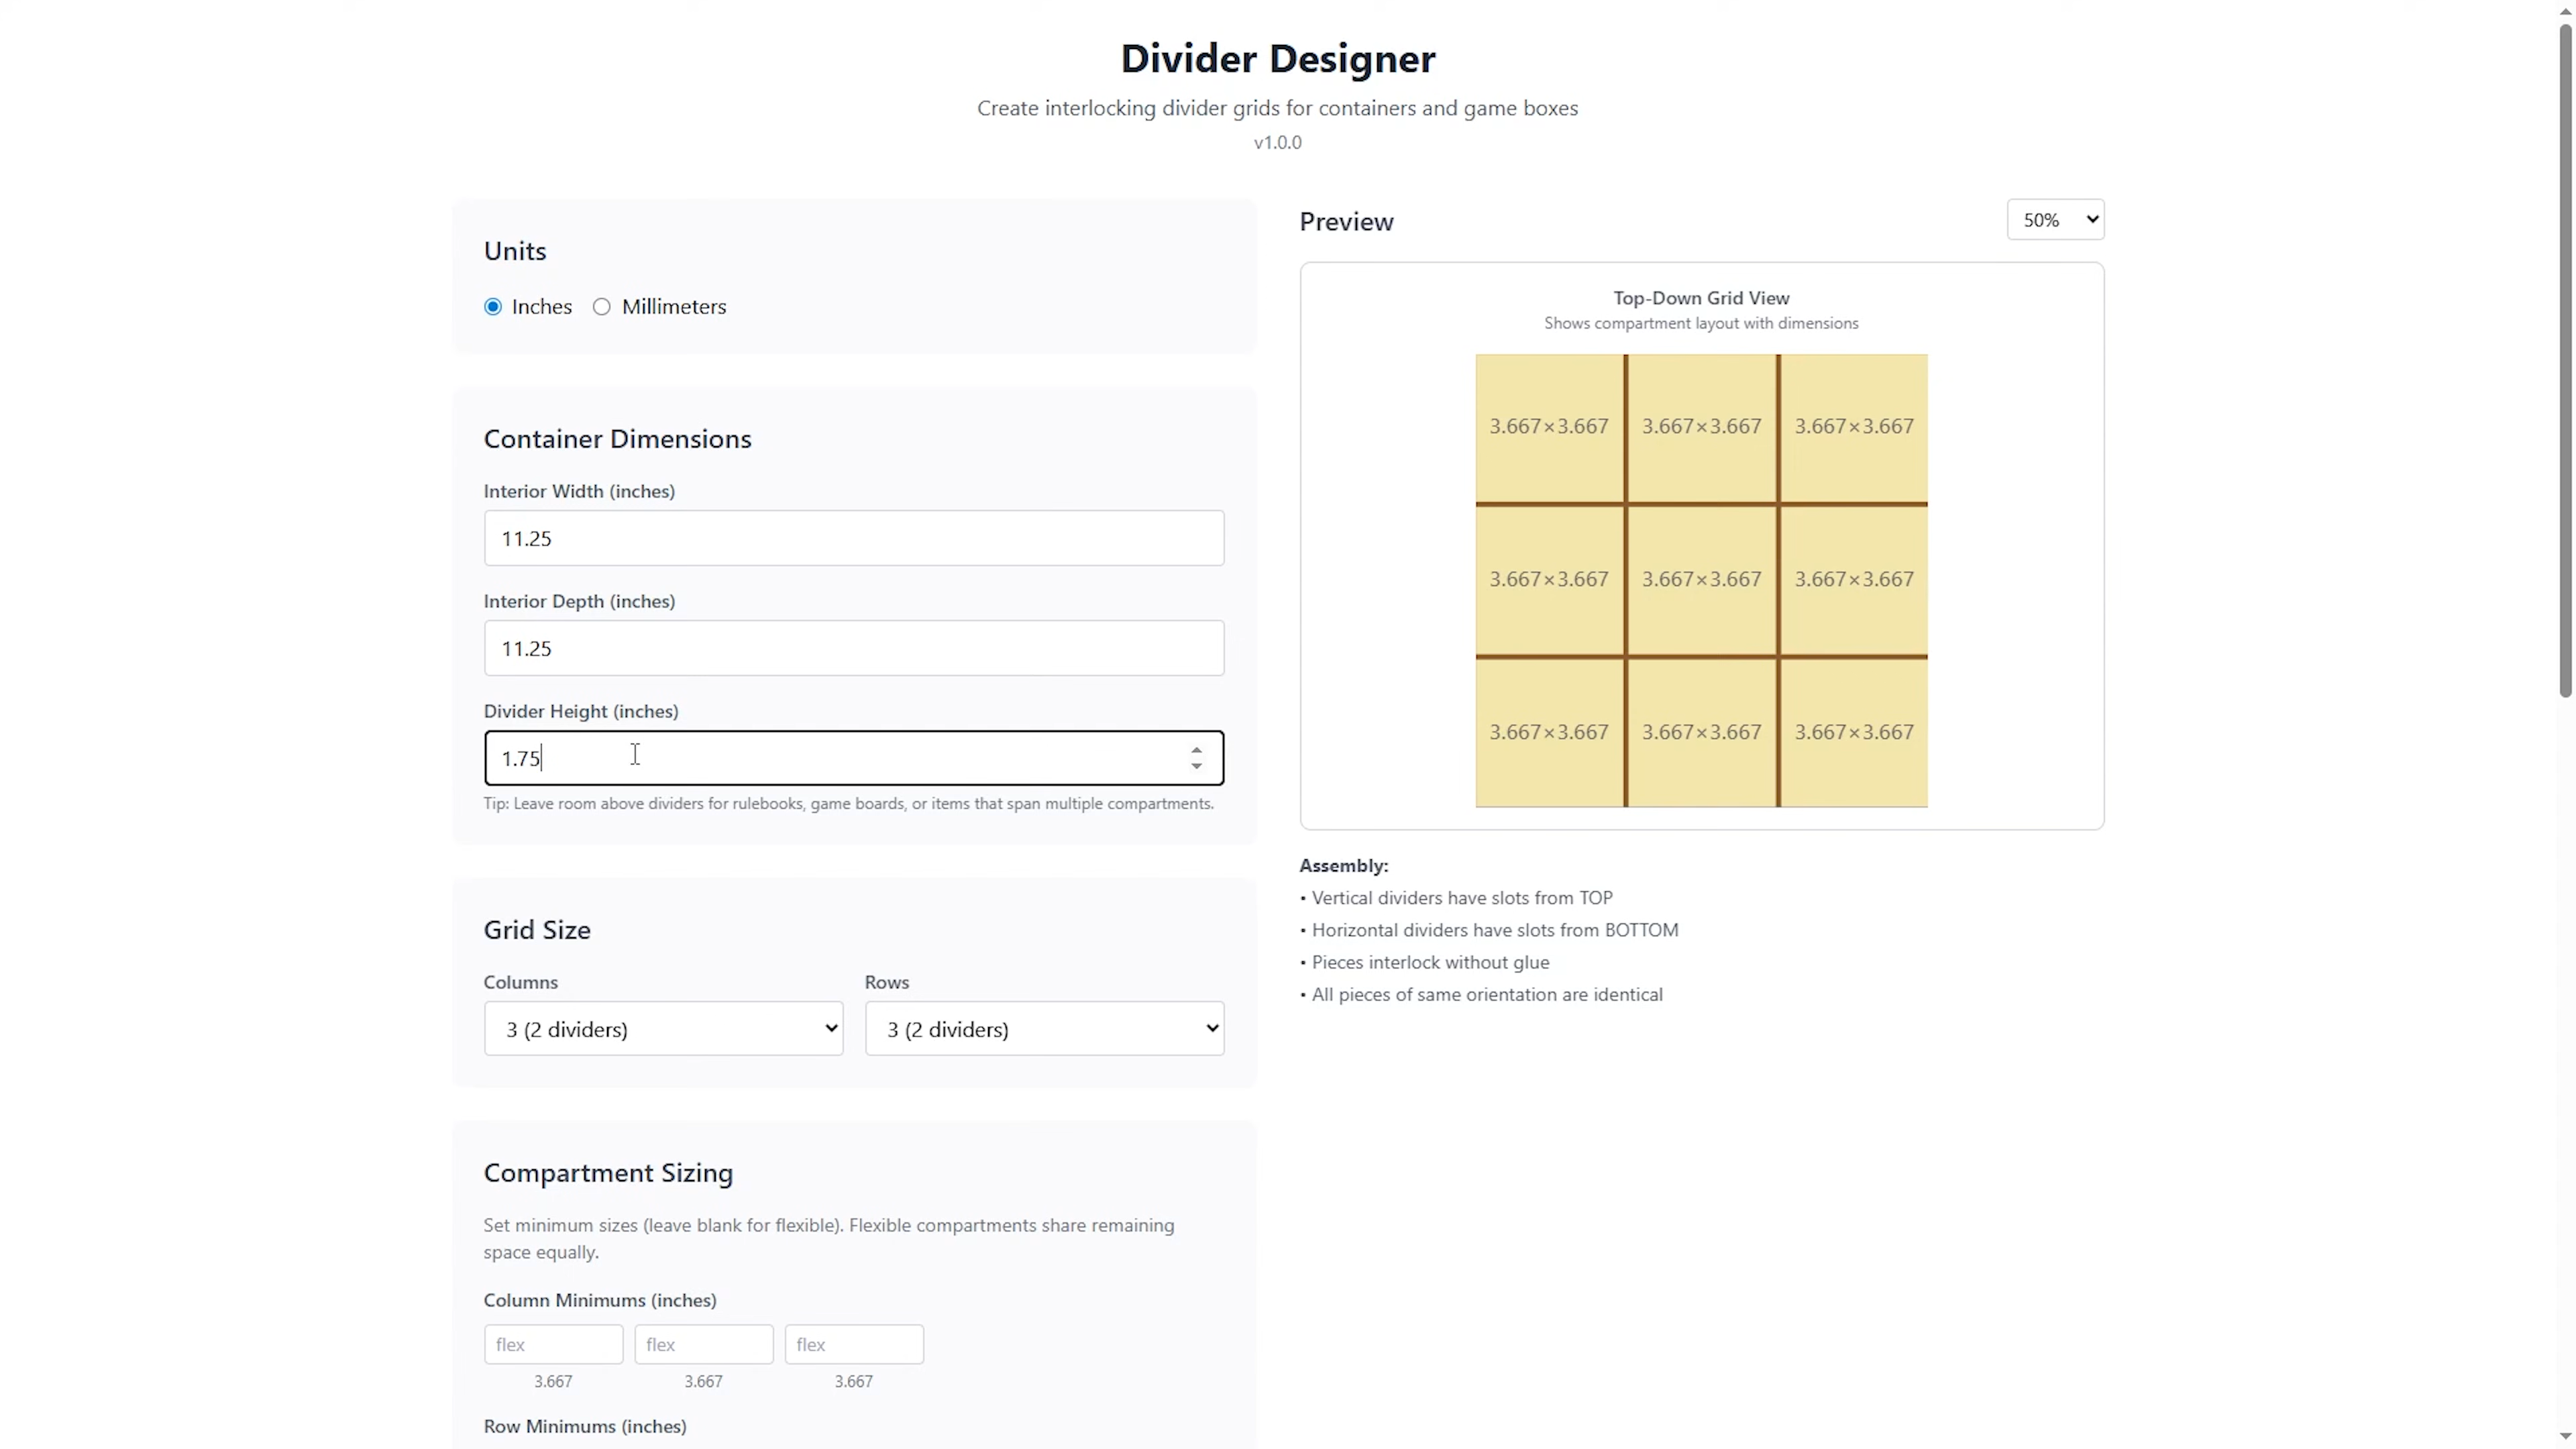 Divider Designer
Create interlocking divider grids for containers and game boxes
v1.0.0
Units
Inches
Millimeters
Container Dimensions
Interior Width (inches)
11.25
Interior Depth (inches)
11.25
Divider Height (inches)
1.75
Tip: Leave room above dividers for rulebooks, game boards, or items that span multiple compartments.
Grid Size
Columns
Rows
3 (2 dividers)
3 (2 dividers)
Compartment Sizing
Set minimum sizes (leave blank for flexible). Flexible compartments share remaining
space equally.
Column Minimums (inches)
flex
flex
flex
3.667
3.667
3.667
Row Minimums (inches)
Preview
50%
Top-Down Grid View
Shows compartment layout with dimensions
3.667×3.667
3.667×3.667
3.667×3.667
3.667×3.667
3.667×3.667
3.667×3.667
3.667×3.667
3.667×3.667
3.667×3.667
Assembly:
• Vertical dividers have slots from TOP
• Horizontal dividers have slots from BOTTOM
• Pieces interlock without glue
• All pieces of same orientation are identical